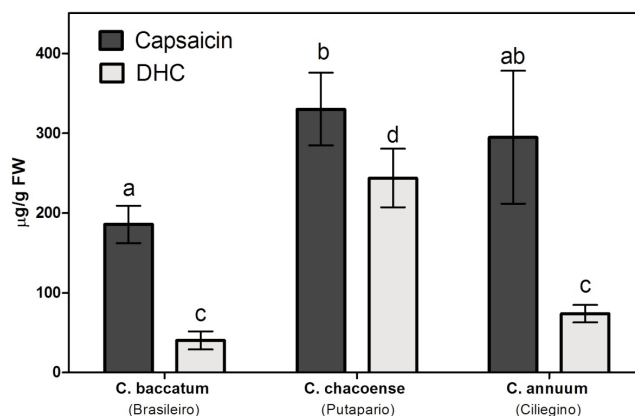 Capsaicin
DHC
μg/g FW
400
300
200
100
0
a
c
b
d
ab
c
C. baccatum
(Brasileiro)
C. chacoense
(Putapario)
C. annuum
(Ciliegino)